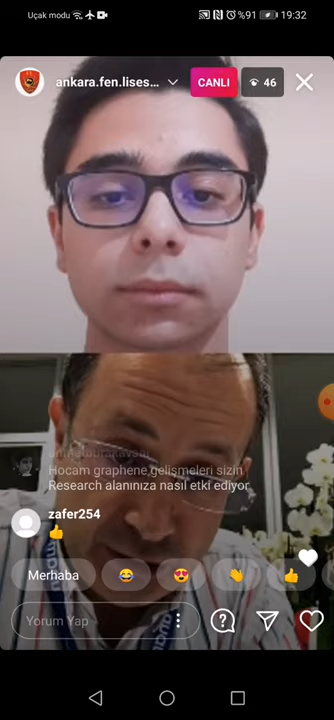 Uçak modu
%91
19:32
ankara.fen.lises...
CANLI
46
Hocam graphene,gelişmeleri sizin
Research alanınıza nasıl etki ediyor
zafer254
Merhaba
Yorum Yap